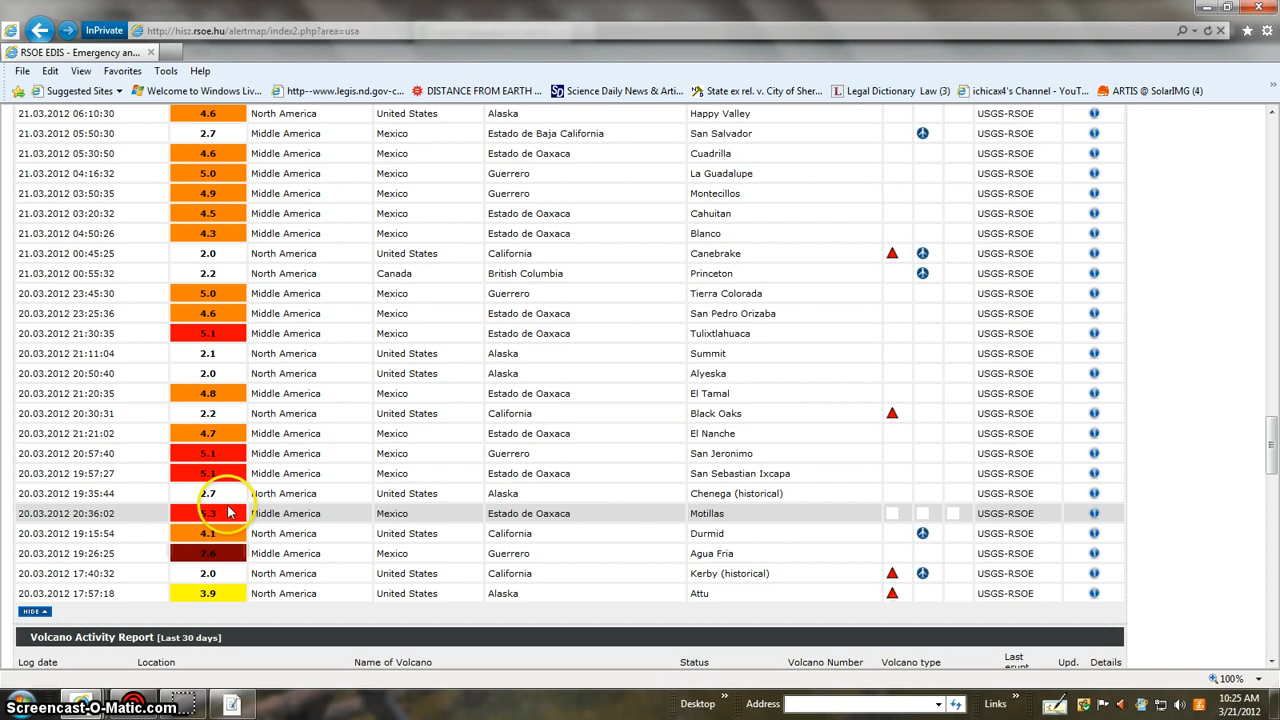 InPrivate http://hisz.rsoe.hu/alertmap/index2.php?area=usa
RSOE EDIS - Emergency an...
File Edit View Favorites Tools Help
Suggested Sites Welcome to Windows Liv... http--www.legis.nd.gov-c... DISTANCE FROM EARTH ... Science Daily News & Arti... State ex rel. v. City of Sher... Legal Dictionary Law (3) ichicax4's Channel - YouT... ARTIS @ SolarIMG (4)
21.03.2012 06:10:30 4.6 North America United States Alaska Happy Valley USGS-RSOE
21.03.2012 05:50:30 2.7 Middle America Mexico Estado de Baja California San Salvador USGS-RSOE
21.03.2012 05:30:50 4.6 Middle America Mexico Estado de Oaxaca Cuadrilla USGS-RSOE
21.03.2012 04:16:32 5.0 Middle America Mexico Guerrero La Guadalupe USGS-RSOE
21.03.2012 03:50:35 4.9 Middle America Mexico Guerrero Montecillos USGS-RSOE
21.03.2012 03:20:32 4.5 Middle America Mexico Estado de Oaxaca Cahuitan USGS-RSOE
21.03.2012 04:50:26 4.3 Middle America Mexico Estado de Oaxaca Blanco USGS-RSOE
21.03.2012 00:45:25 2.0 North America United States California Canebrake USGS-RSOE
21.03.2012 00:55:32 2.2 North America Canada British Columbia Princeton USGS-RSOE
20.03.2012 23:45:30 5.0 Middle America Mexico Guerrero Tierra Colorada USGS-RSOE
20.03.2012 23:25:36 4.6 Middle America Mexico Estado de Oaxaca San Pedro Orizaba USGS-RSOE
20.03.2012 21:30:35 5.1 Middle America Mexico Estado de Oaxaca Tulixtlahuaca USGS-RSOE
20.03.2012 21:11:04 2.1 North America United States Alaska Summit USGS-RSOE
20.03.2012 20:50:40 2.0 North America United States Alaska Alyeska USGS-RSOE
20.03.2012 21:20:35 4.8 Middle America Mexico Estado de Oaxaca El Tamal USGS-RSOE
20.03.2012 20:30:31 2.2 North America United States California Black Oaks USGS-RSOE
20.03.2012 21:21:02 4.7 Middle America Mexico Estado de Oaxaca El Nanche USGS-RSOE
20.03.2012 20:57:40 5.1 Middle America Mexico Guerrero San Jeronimo USGS-RSOE
20.03.2012 19:57:27 5.1 Middle America Mexico Estado de Oaxaca San Sebastian Ixcapa USGS-RSOE
20.03.2012 19:35:44 2.7 North America United States Alaska Chenega (historical) USGS-RSOE
20.03.2012 20:36:02 5.3 Middle America Mexico Estado de Oaxaca Motillas USGS-RSOE
20.03.2012 19:15:54 4.1 North America United States California Durmid USGS-RSOE
20.03.2012 19:26:25 7.6 Middle America Mexico Guerrero Agua Fria USGS-RSOE
20.03.2012 17:40:32 2.0 North America United States California Kerby (historical) USGS-RSOE
20.03.2012 17:57:18 3.9 North America United States Alaska Attu USGS-RSOE
HIDE
Volcano Activity Report [Last 30 days]
Log date Location Name of Volcano Status Volcano Number Volcano type Last erupt Upd. Details
100%
Screencast-O-Matic.com Desktop Address Links 10:25 AM
3/21/2012